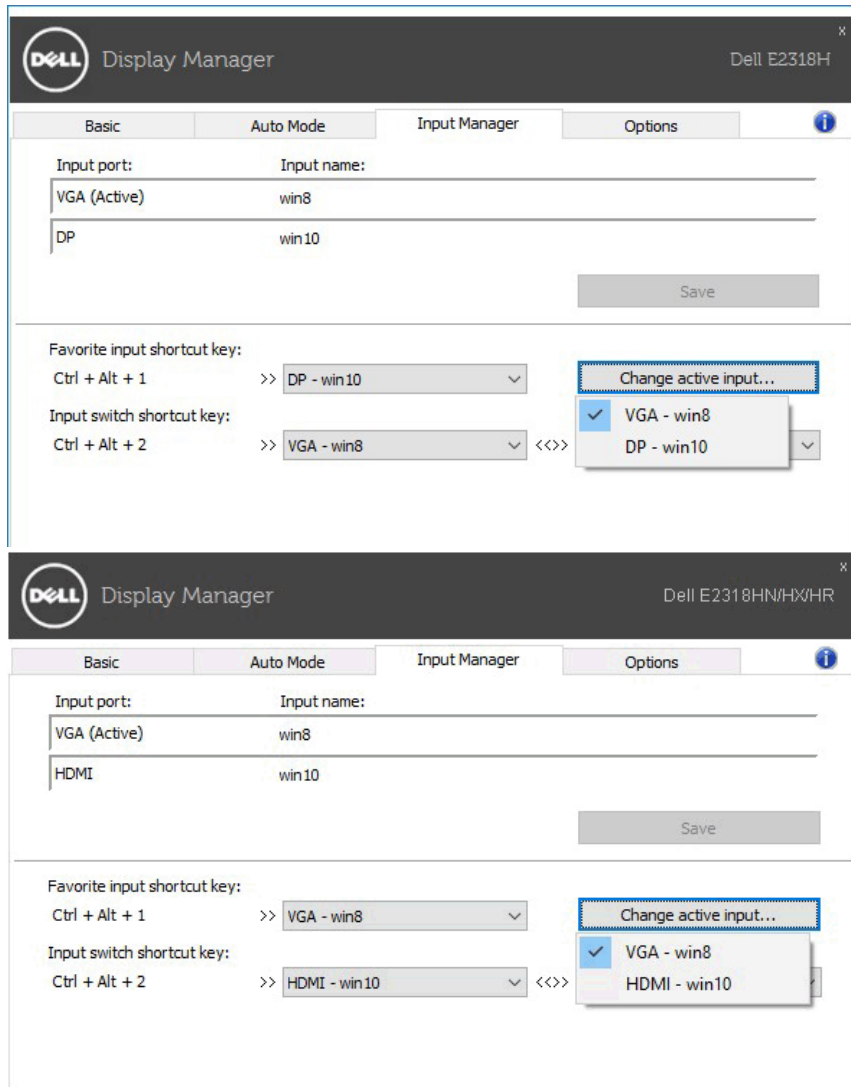 x
DELL Display Manager Dell E2318H
Basic Auto Mode Input Manager Options i
Input port: Input name:
VGA (Active) win8
DP win10
Save
Favorite input shortcut key:
Ctrl + Alt + 1 >> DP - win10 Change active input...
Input switch shortcut key: VGA - win8
Ctrl + Alt + 2 >> VGA - win8 <<>> DP - win10
x
DELL Display Manager Dell E2318HN/HX/HR
Basic Auto Mode Input Manager Options i
Input port: Input name:
VGA (Active) win8
HDMI win10
Save
Favorite input shortcut key:
Ctrl + Alt + 1 >> VGA - win8 Change active input...
Input switch shortcut key: VGA - win8
Ctrl + Alt + 2 >> HDMI - win10 <<>> HDMI - win10